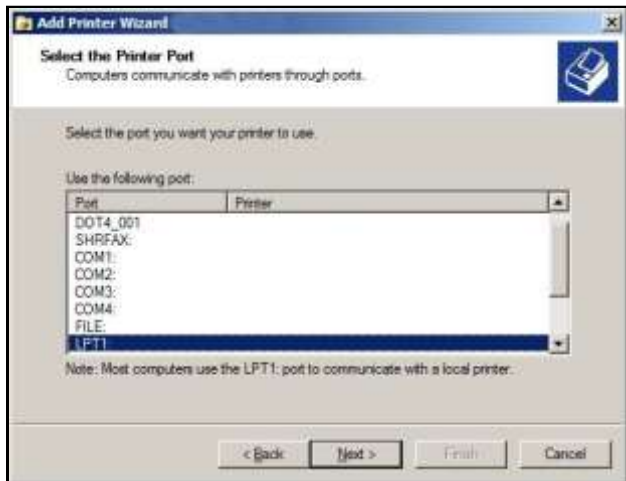 Add Printer Wizard
Select the Printer Port
Computers communicate with printers through ports.
Select the port you want your printer to use.
Use the following port:
Port Printer
DOT4_001
SHRFAX:
COM1:
COM2:
COM3:
COM4:
FILE:
LPT1:
Note: Most computers use the LPT1: port to communicate with a local printer.
< Back Next > Finish Cancel